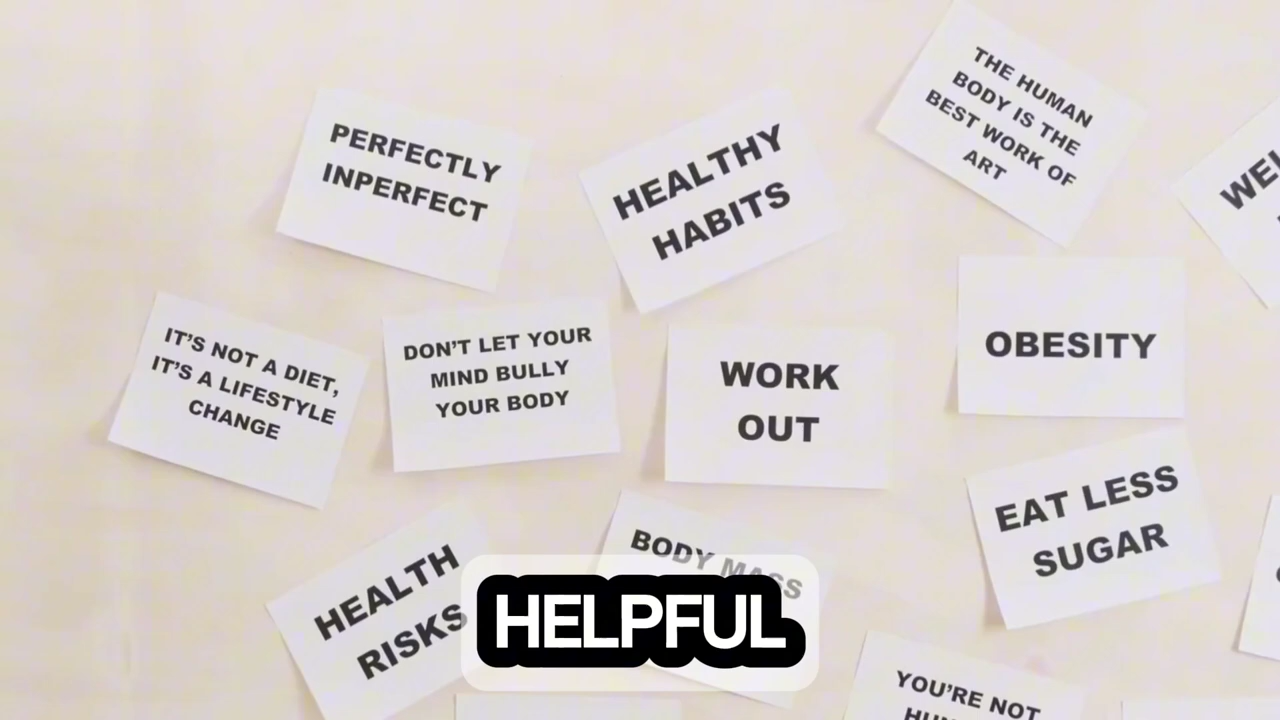 THE HUMAN
BODY IS THE
BEST WORK OF
ART
PERFECTLY
INPERFECT
HEALTHY
HABITS
IT'S NOT A DIET,
IT'S A LIFESTYLE
CHANGE
DON'T LET YOUR
MIND BULLY
YOUR BODY
WORK
OUT
OBESITY
EAT LESS
SUGAR
HEALTH
RISKS
BODY MASS
HELPFUL
YOU'RE NOT